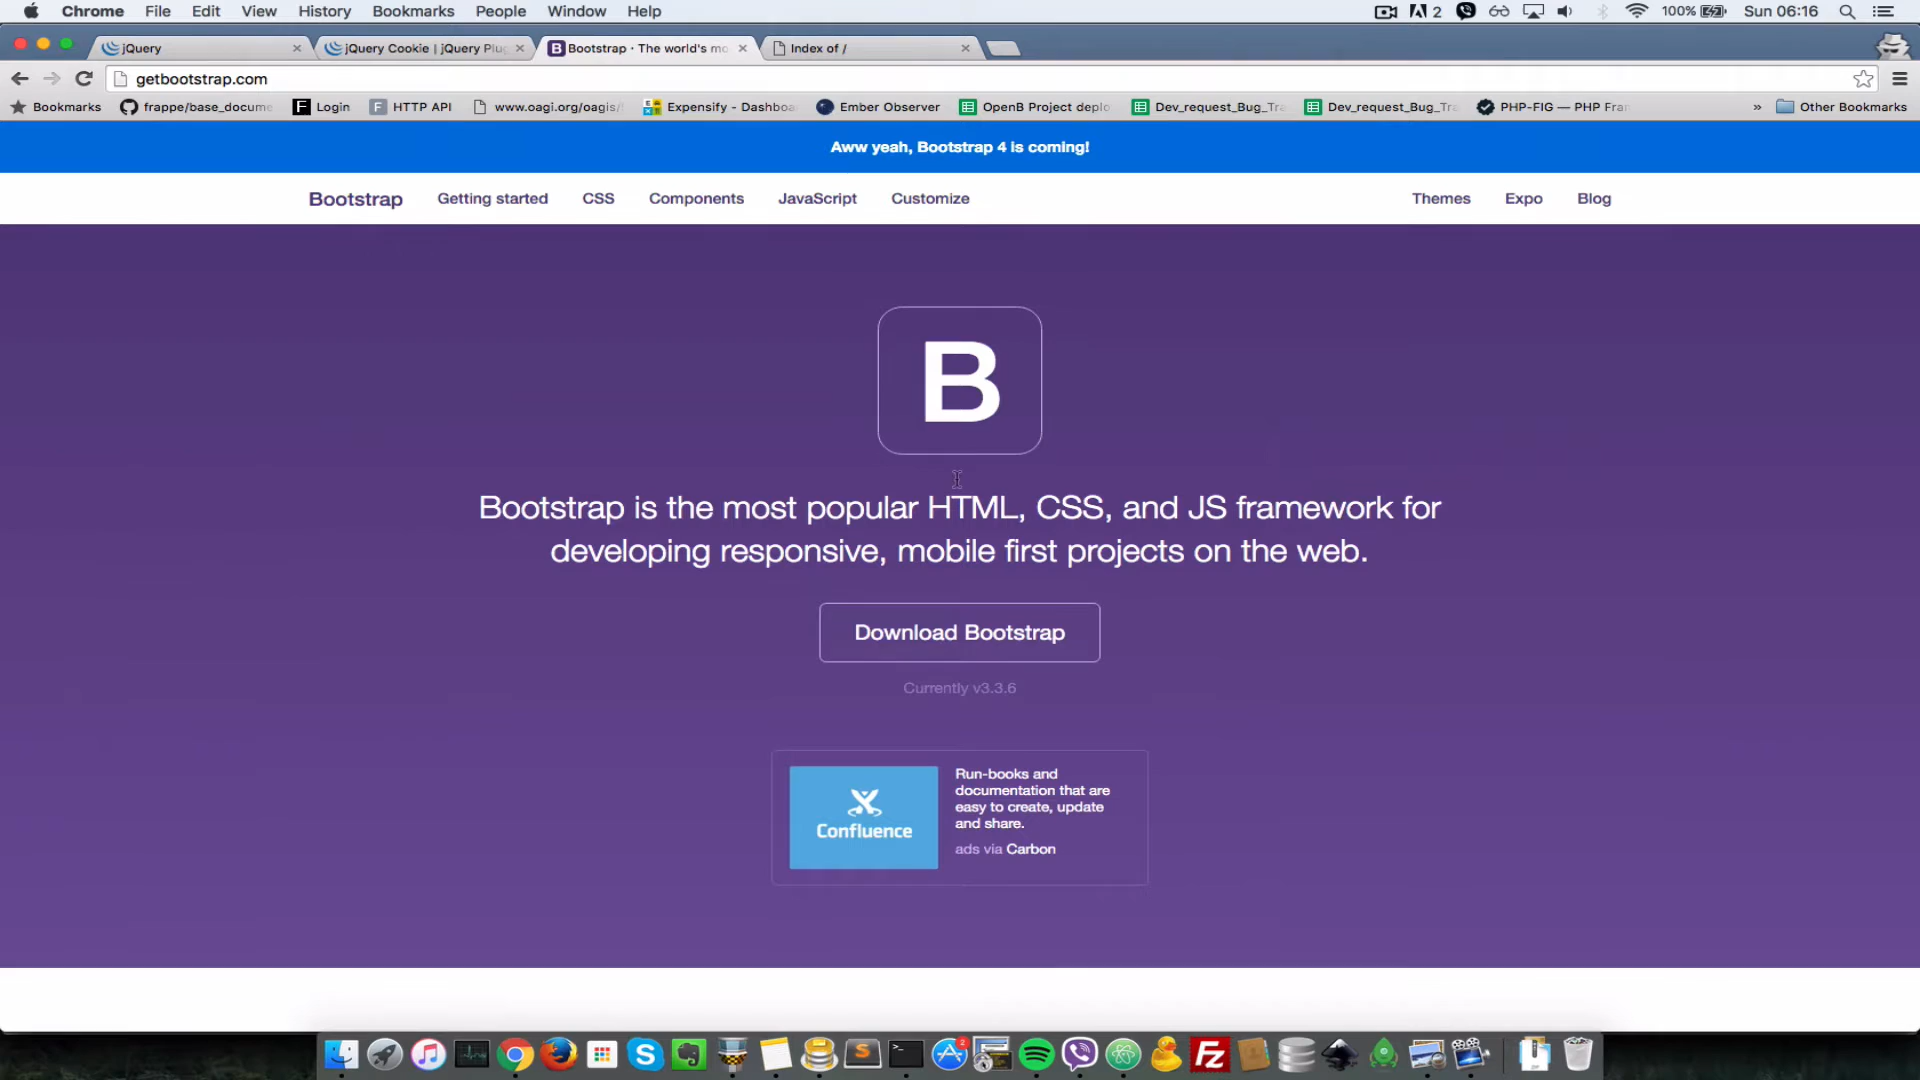 Chrome File Edit View History Bookmarks People Window Help 2 100% Sun 06:16
jQuery jQuery Cookie | jQuery Plug Bootstrap · The world's mo Index of /
getbootstrap.com
Bookmarks frappe/base_docume Login HTTP API www.oagi.org/oagis/ Expensify - Dashboa Ember Observer OpenB Project deplo Dev_request_Bug_Tra Dev_request_Bug_Tr PHP-FIG — PHP Fram » Other Bookmarks
Aww yeah, Bootstrap 4 is coming!
Bootstrap Getting started CSS Components JavaScript Customize Themes Expo Blog
B
Bootstrap is the most popular HTML, CSS, and JS framework for
developing responsive, mobile first projects on the web.
Download Bootstrap
Currently v3.3.6
Confluence
Run-books and
documentation that are
easy to create, update
and share.
ads via Carbon